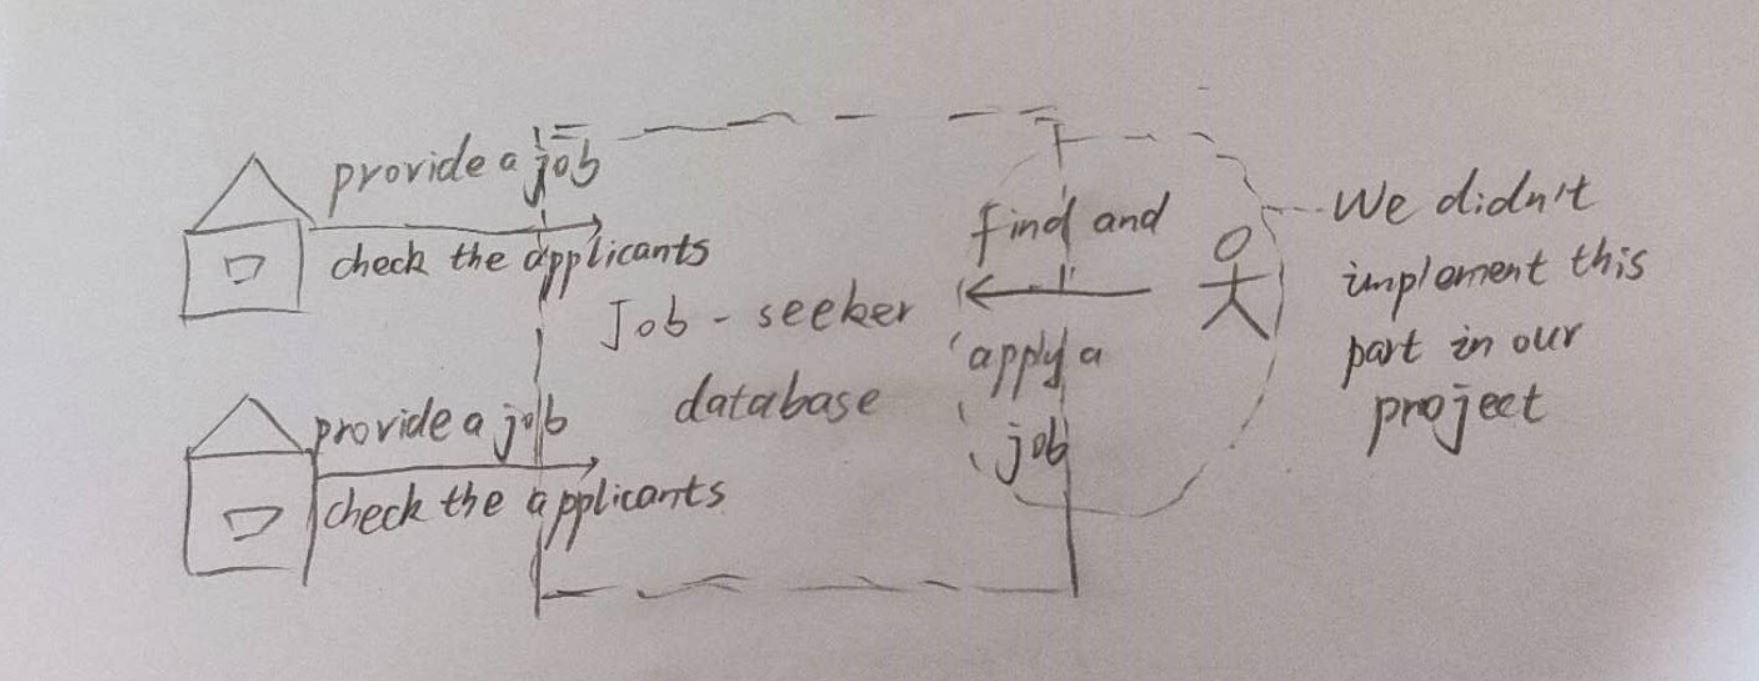 provide a job
check the applicants
provide a job
check the applicants
Job - seeker
database
find and
apply a
job
We didn't
implement this
part in our
project